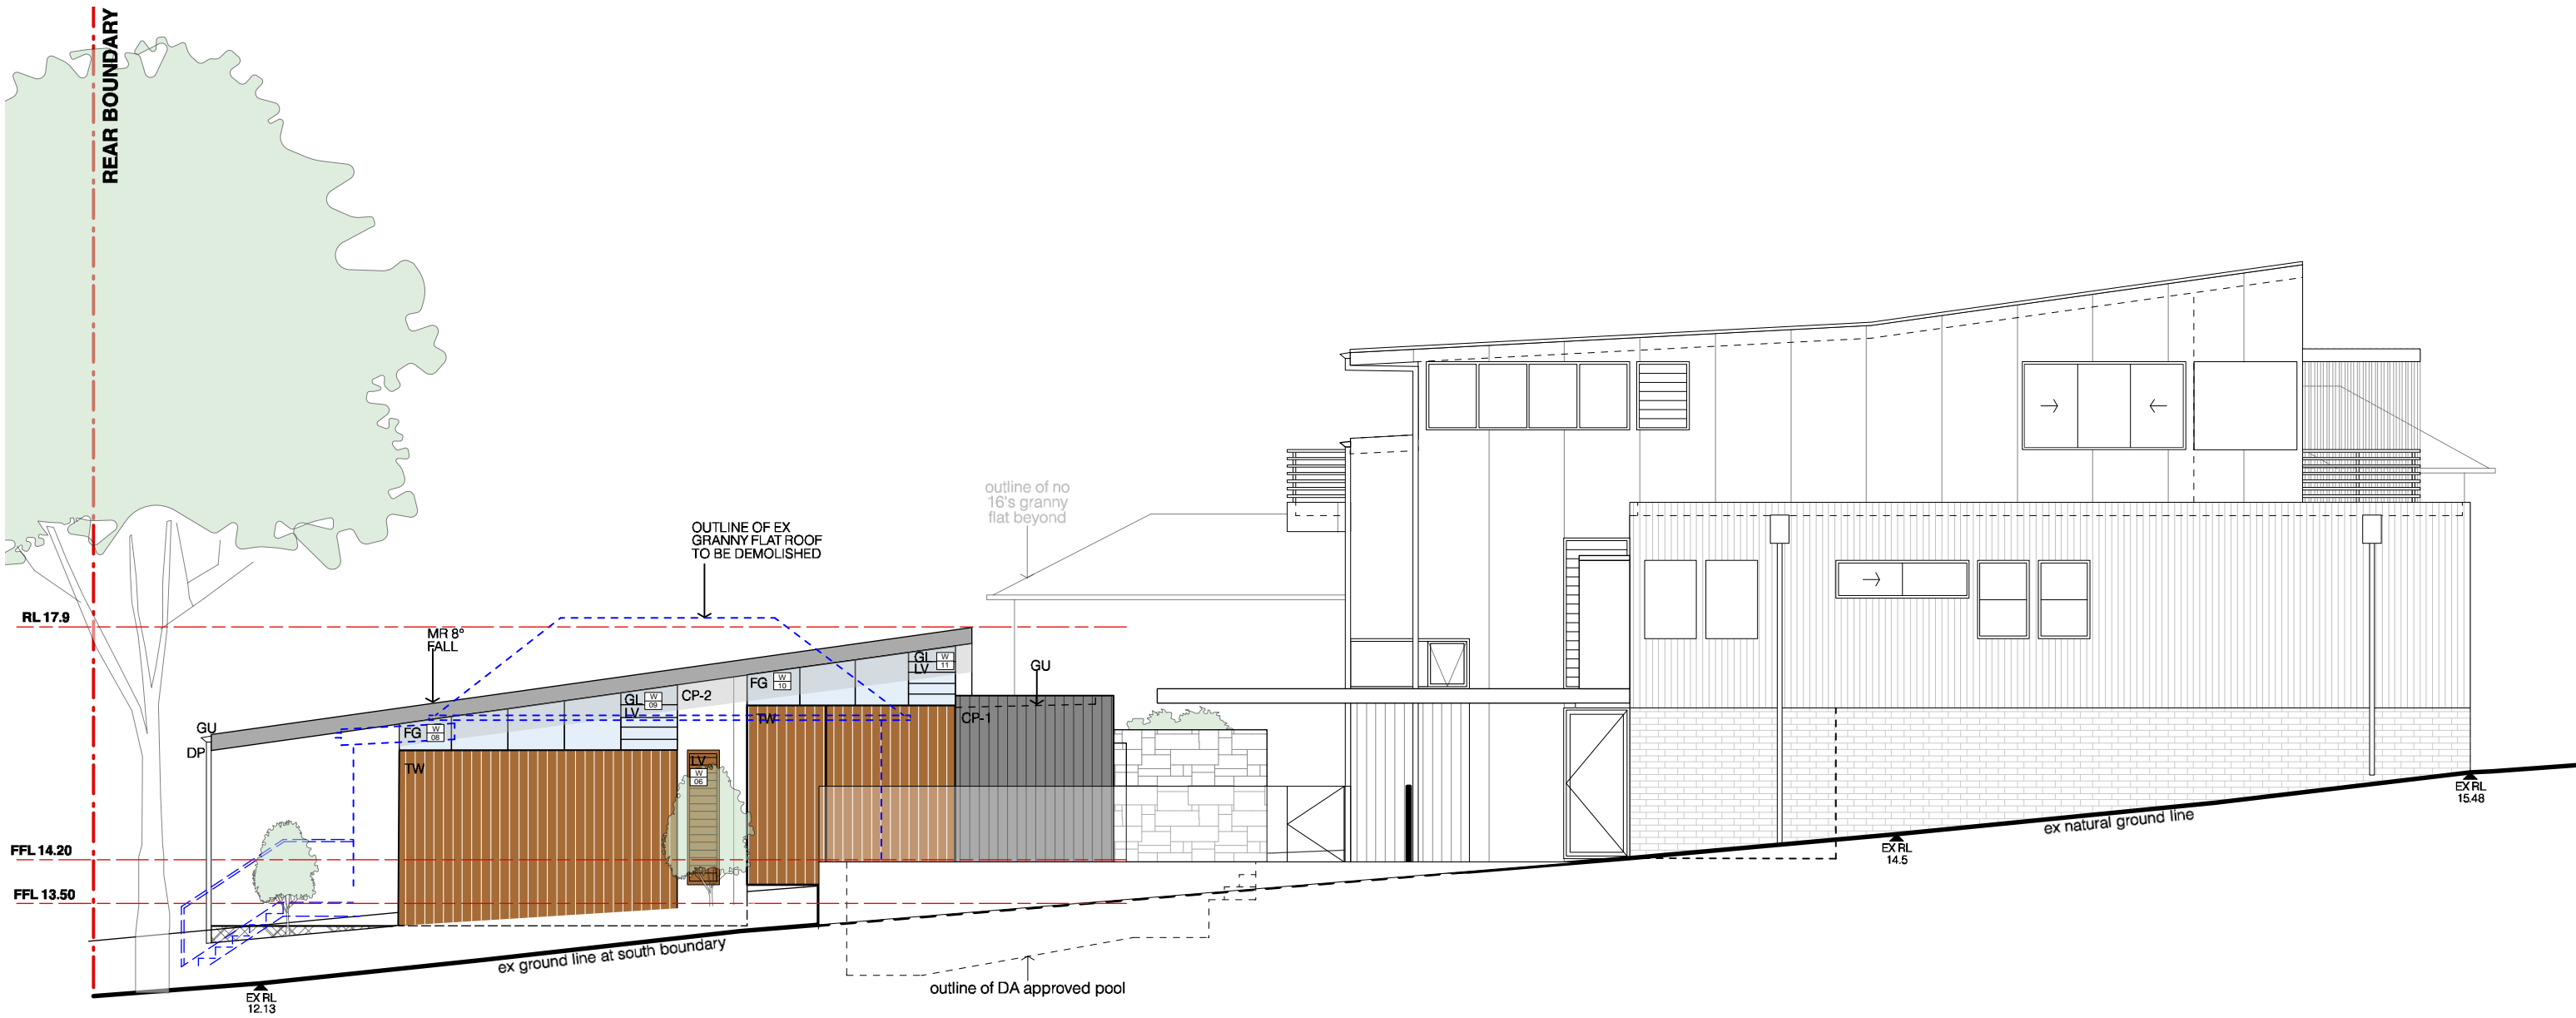 REAR BOUNDARY
outline of no
16's granny
flat beyond
OUTLINE OF EX
GRANNY FLAT ROOF
TO BE DEMOLISHED
RL 17.9
MR 8°
FALL
GU
DP
FG
W
08
TW
GL
LV
W
09
CP-2
LV
W
06
FG
W
10
TW
GL
LV
W
11
CP-1
GU
FFL 14.20
FFL 13.50
EX RL
12.13
ex ground line at south boundary
outline of DA approved pool
EX RL
14.5
ex natural ground line
EX RL
15.48